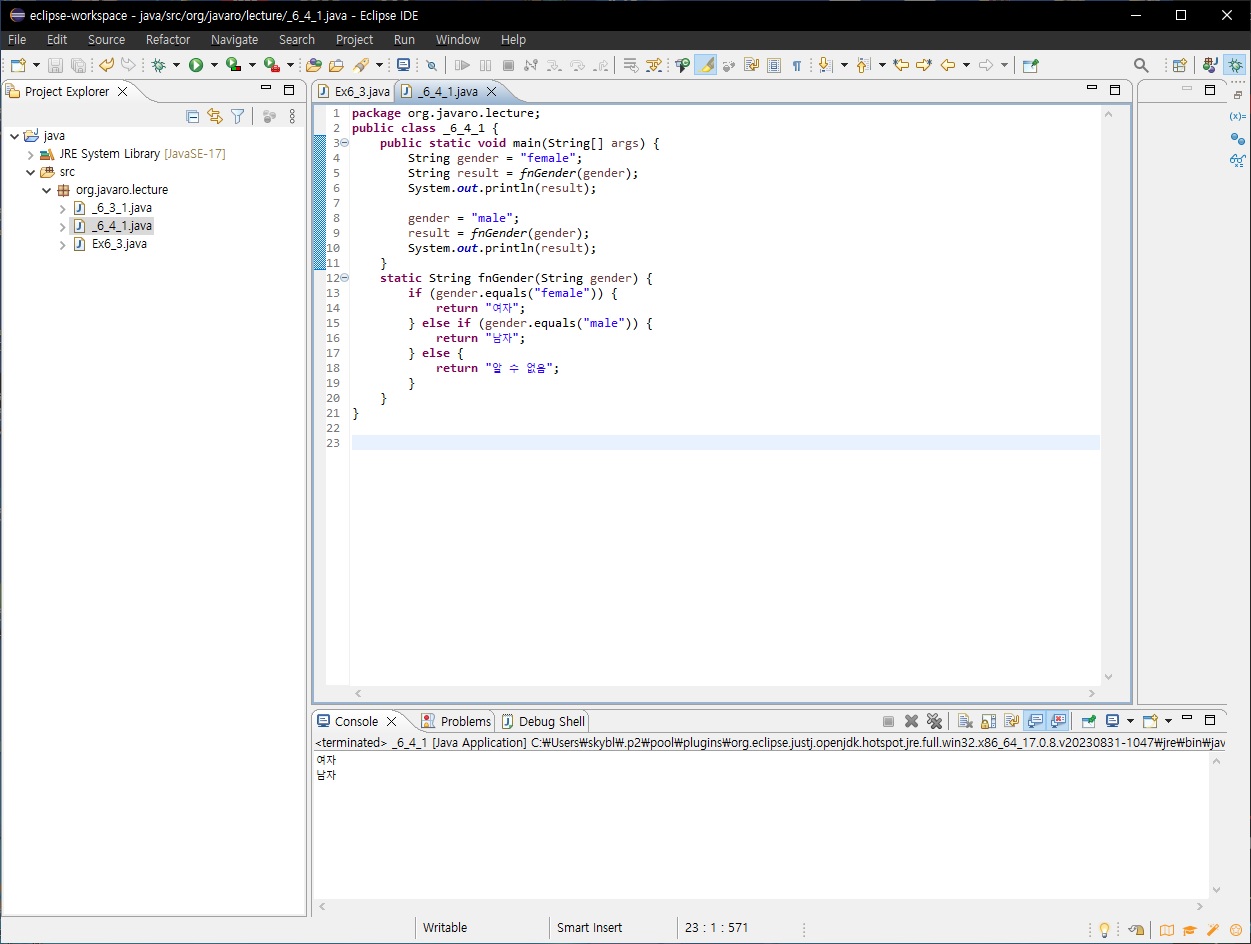 eclipse-workspace - java/src/org/javaro/lecture/_6_4_1.java - Eclipse IDE
File Edit Source Refactor Navigate Search Project Run Window Help
Project Explorer
java
JRE System Library [JavaSE-17]
src
org.javaro.lecture
_6_3_1.java
_6_4_1.java
Ex6_3.java
Ex6_3.java _6_4_1.java
1 package org.javaro.lecture;
2 public class _6_4_1 {
3 public static void main(String[] args) {
4 String gender = "female";
5 String result = fnGender(gender);
6 System.out.println(result);
7
8 gender = "male";
9 result = fnGender(gender);
10 System.out.println(result);
11 }
12 static String fnGender(String gender) {
13 if (gender.equals("female")) {
14 return "여자";
15 } else if (gender.equals("male")) {
16 return "남자";
17 } else {
18 return "알 수 없음";
19 }
20 }
21 }
22
23
(x)=
Console Problems Debug Shell
<terminated> _6_4_1 [Java Application] C:₩Users₩skybl₩.p2₩pool₩plugins₩org.eclipse.justj.openjdk.hotspot.jre.full.win32.x86_64_17.0.8.v20230831-1047₩jre₩bin₩jav
여자
남자
Writable Smart Insert 23 : 1 : 571